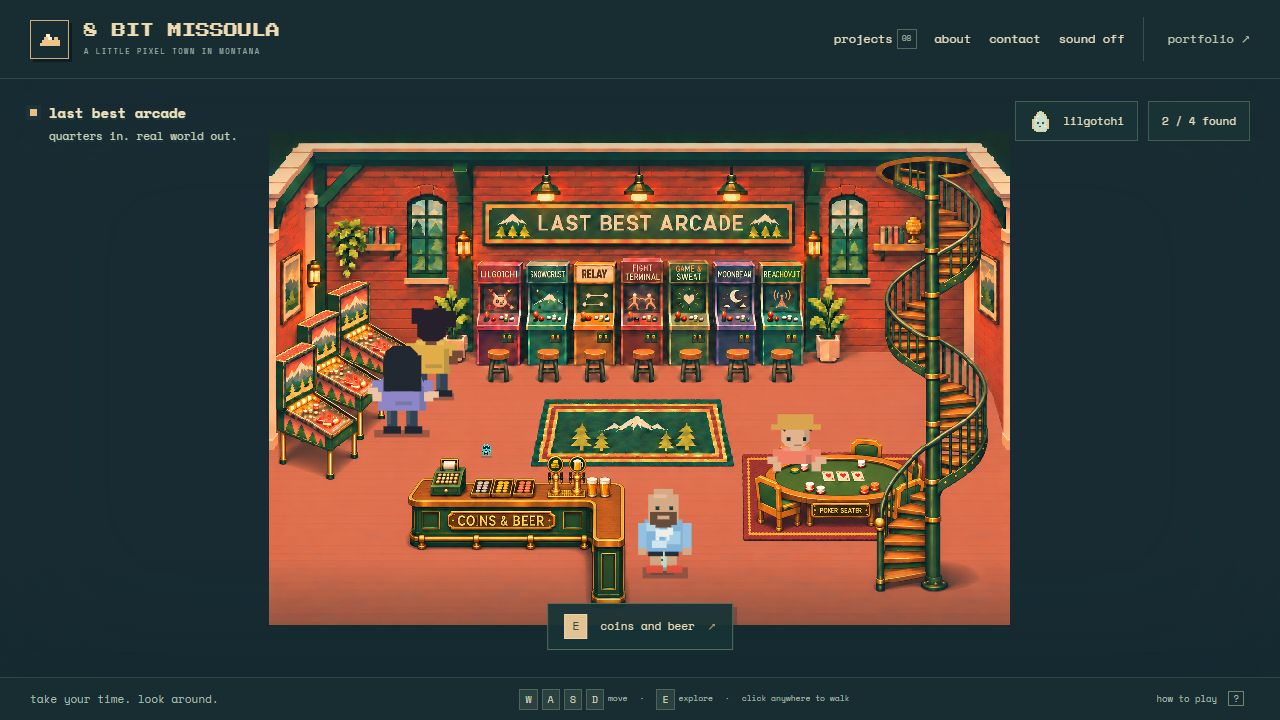 & BIT MISSOULA
A LITTLE PIXEL TOWN IN MONTANA
projects 08 about contact sound off portfolio ↗
last best arcade
quarters in. real world out.
lilgotchi
2 / 4 found
LAST BEST ARCADE
LILGOTCHI
SNOWCREST
RELAY
FIGHT TERMINAL
GAME & SWEAT
MOONBEAM
COINS & BEER
POKER SEATER
E coins and beer ↗
take your time. look around.
W A S D move · E explore · click anywhere to walk
how to play ?